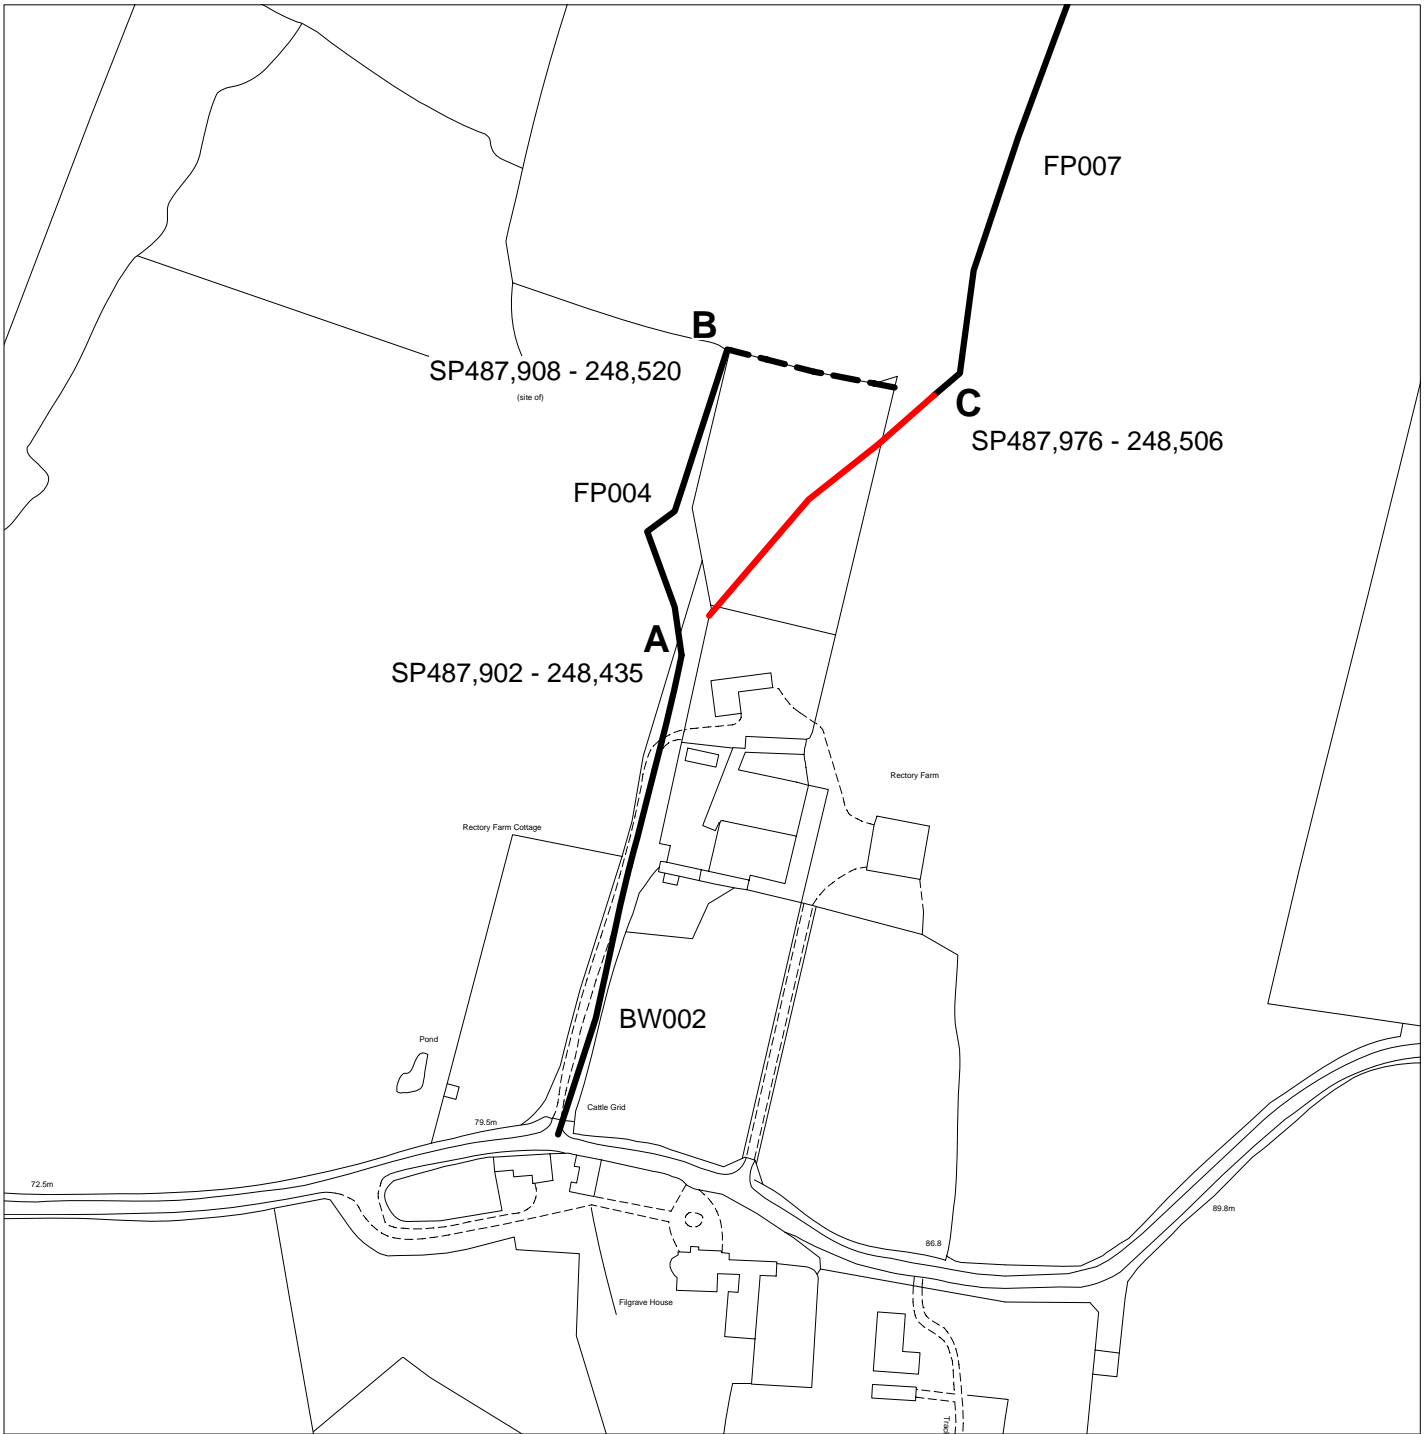 FP007
B
SP487,908 - 248,520
(site of)
C
SP487,976 - 248,506
FP004
A
SP487,902 - 248,435
Rectory Farm
Rectory Farm Cottage
BW002
Pond
Cattle Grid
79.5m
72.5m
89.8m
86.8
Filgrave House